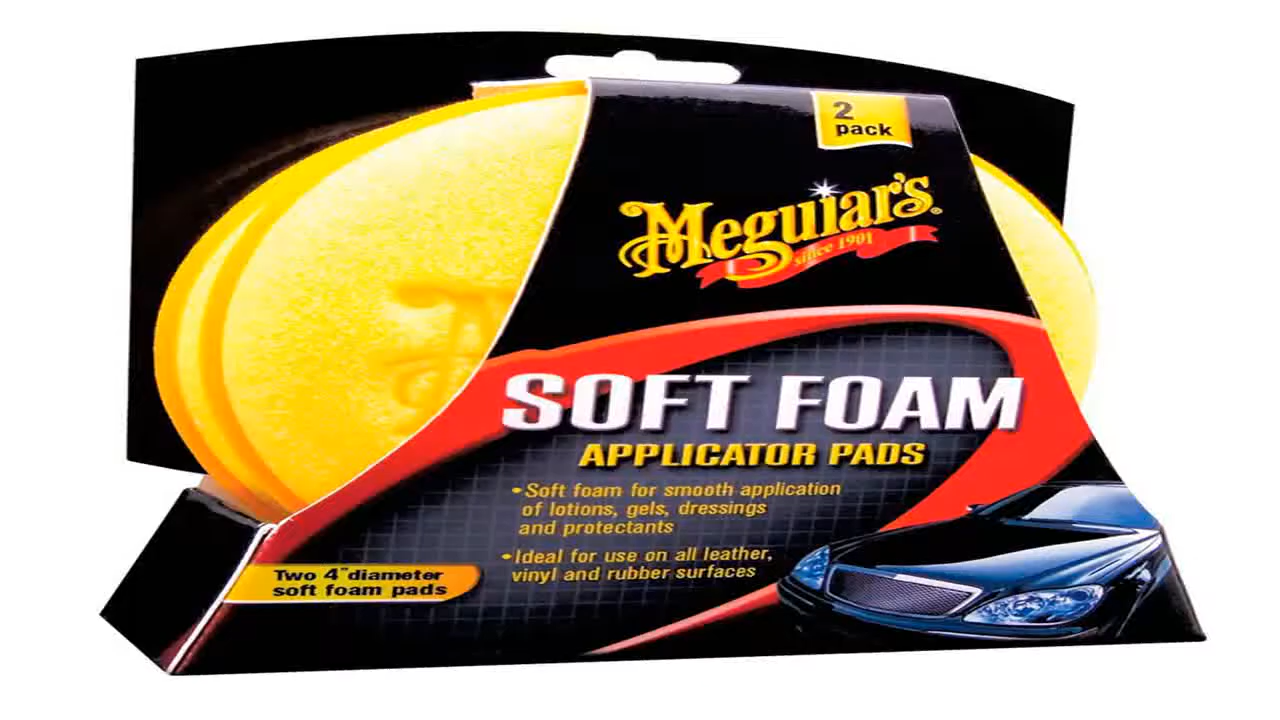 2
pack
Meguiar's®
since 1901
SOFT FOAM
APPLICATOR PADS
•Soft foam for smooth application
of lotions, gels, dressings
and protectants
•Ideal for use on all leather,
vinyl and rubber surfaces
Two 4" diameter
soft foam pads